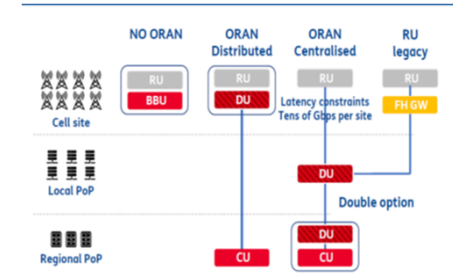 NO ORAN
ORAN
Distributed
ORAN
Centralised
RU
legacy
RU
BBU
RU
DU
RU
Latency constraints
Tens of Gbps per site
RU
FH GW
Cell site
DU
Local PoP
Double option
DU
CU
CU
Regional PoP